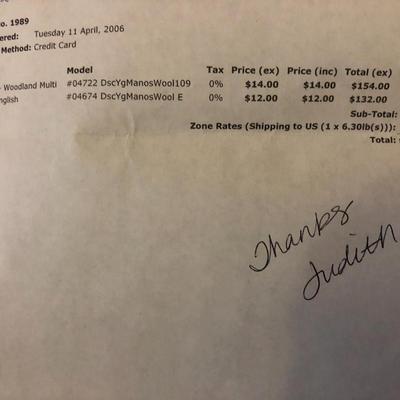 o. 1989
ered: Tuesday 11 April, 2006
Method: Credit Card
Model Tax Price (ex) Price (inc) Total (ex)
Woodland Multi #04722 DscYgManosWool109 0% $14.00 $14.00 $154.00
nglish #04674 DscYgManosWool E 0% $12.00 $12.00 $132.00
Sub-Total:
Zone Rates (Shipping to US (1 x 6.30lb(s))):
Total:
Thanks
Judith